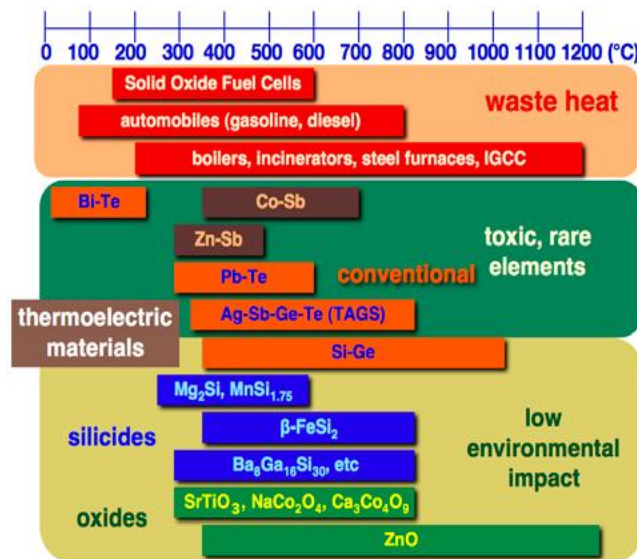 0 100 200 300 400 500 600 700 800 1000 1200 (°C)
Solid Oxide Fuel Cells
waste heat
automobiles (gasoline, diesel)
boilers, incinerators, steel furnaces, IGCC
Bi-Te
Co-Sb
toxic, rare
elements
Zn-Sb
Pb-Te
conventional
Ag-Sb-Ge-Te (TAGS)
thermoelectric
materials
Si-Ge
Mg₂Si, MnSi₁.₇₅
silicides
β-FeSi₂
low
environmental
impact
Ba₈Ga₁₆Si₃₀, etc
oxides
SrTiO₃, NaCo₂O₄, Ca₃Co₄O₉
ZnO